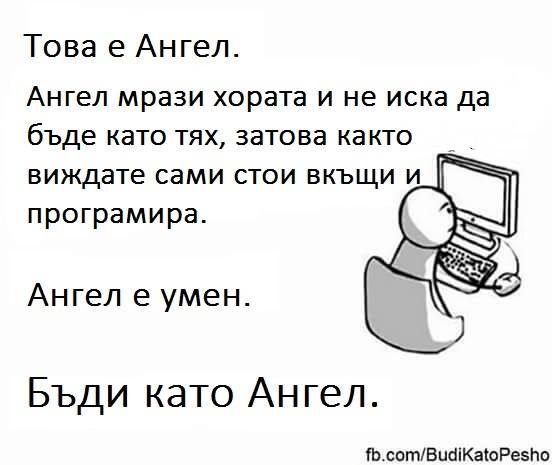 Това е Ангел.
Ангел мрази хората и не иска да
бъде като тях, затова както
виждате сами стои вкъщи и
програмира.
Ангел е умен.
Бъди като Ангел.
fb.com/BudiKatoPesho